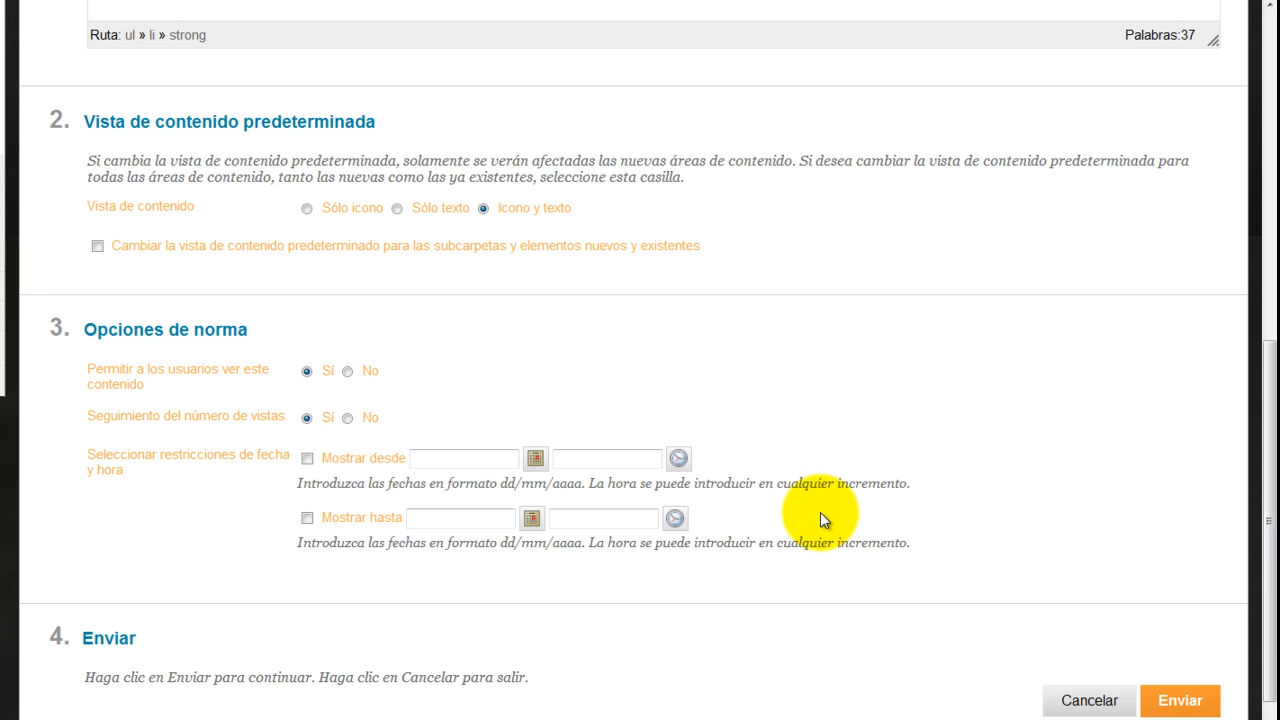 Ruta: ul » li » strong Palabras:37
2. Vista de contenido predeterminada
Si cambia la vista de contenido predeterminada, solamente se verán afectadas las nuevas áreas de contenido. Si desea cambiar la vista de contenido predeterminada para
todas las áreas de contenido, tanto las nuevas como las ya existentes, seleccione esta casilla.
Vista de contenido Sólo icono Sólo texto Icono y texto
Cambiar la vista de contenido predeterminado para las subcarpetas y elementos nuevos y existentes
3. Opciones de norma
Permitir a los usuarios ver este Sí No
contenido
Seguimiento del número de vistas Sí No
Seleccionar restricciones de fecha Mostrar desde
y hora
Introduzca las fechas en formato dd/mm/aaaa. La hora se puede introducir en cualquier incremento.
Mostrar hasta
Introduzca las fechas en formato dd/mm/aaaa. La hora se puede introducir en cualquier incremento.
4. Enviar
Haga clic en Enviar para continuar. Haga clic en Cancelar para salir.
Cancelar Enviar